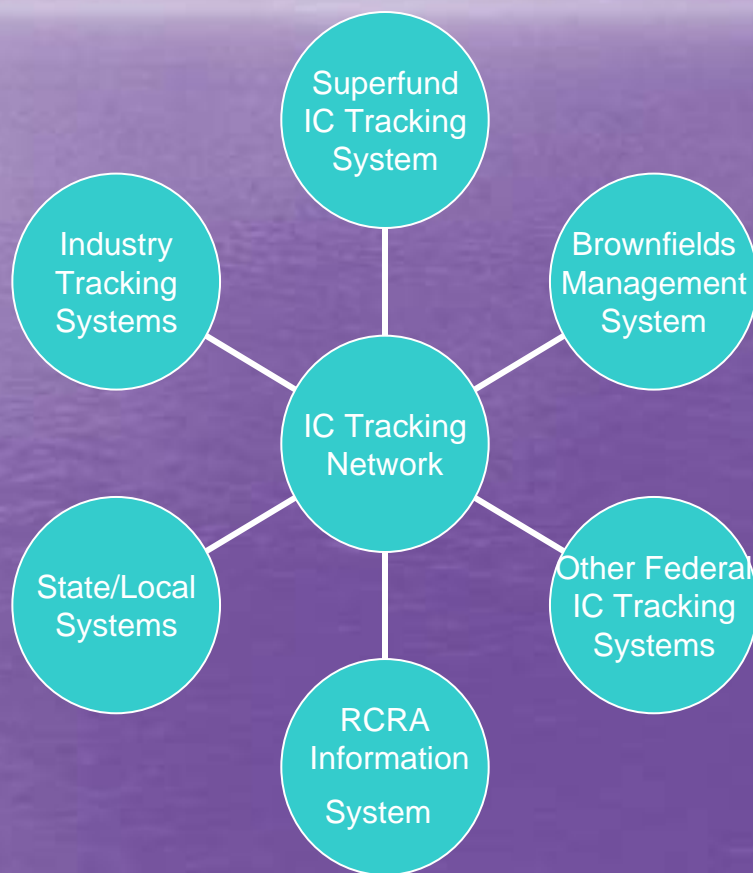 Superfund
IC Tracking
System
Industry
Tracking
Systems
Brownfields
Management
System
IC Tracking
Network
State/Local
Systems
Other Federal
IC Tracking
Systems
RCRA
Information
System